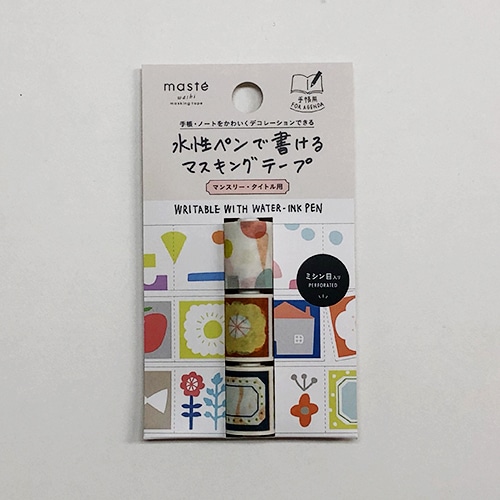 masté
washi
masking tape
手帳用
FOR AGENDA
手帳・ノートをかわいくデコレーションできる
水性ペンで書ける
マスキングテープ
マンスリー・タイトル用
WRITABLE WITH WATER-INK PEN
ミシン目入り
PERFORATED